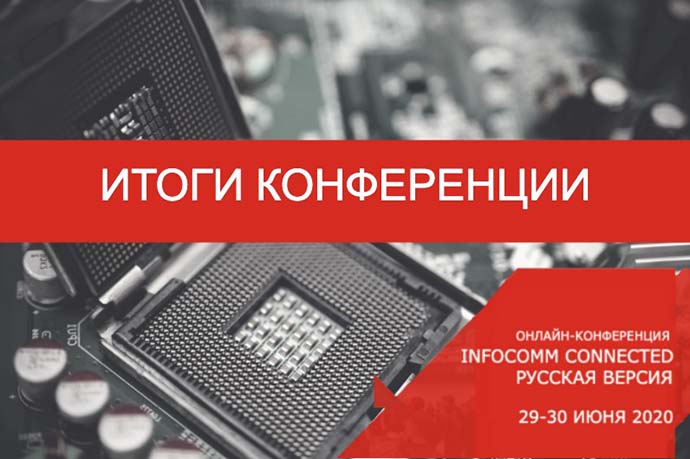 ИТОГИ КОНФЕРЕНЦИИ
ОНЛАЙН-КОНФЕРЕНЦИЯ
INFOCOMM CONNECTED
РУССКАЯ ВЕРСИЯ
29-30 ИЮНЯ 2020